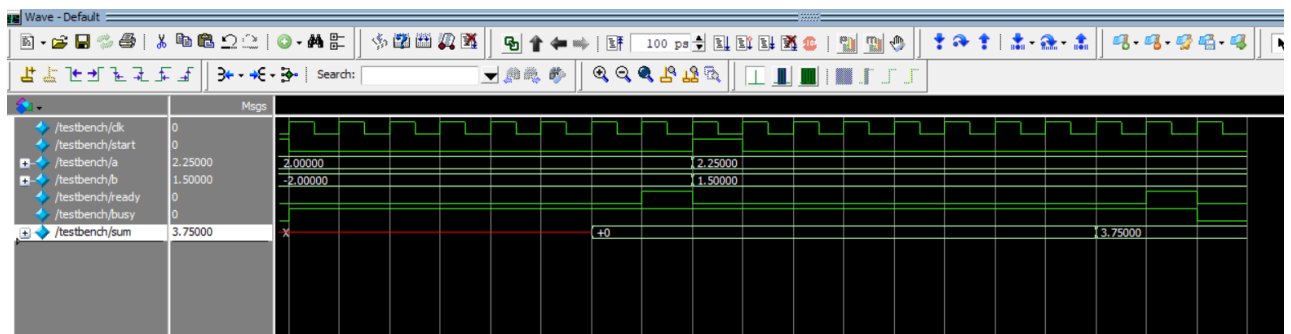 Wave - Default
100 ps
Search:
Msgs
/testbench/clk 0
/testbench/start 0
/testbench/a 2.25000 2.00000 2.25000
/testbench/b 1.50000 -2.00000 1.50000
/testbench/ready 0
/testbench/busy 0
/testbench/sum 3.75000 X +0 3.75000